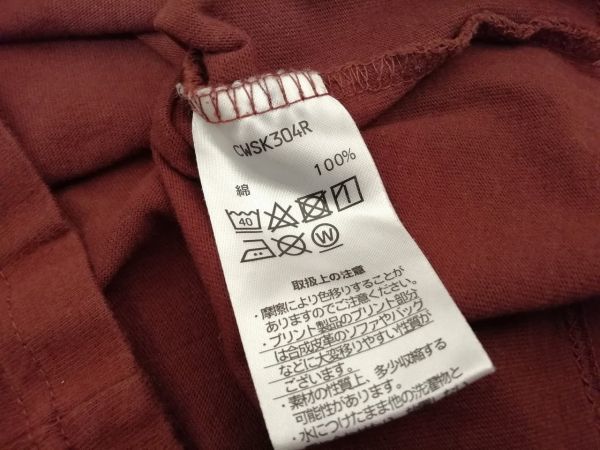 CWSK304R
綿 100%
40
W
取扱上の注意
・摩擦により色移りすることが
ありますのでご注意ください。
・プリント製品のプリント部分
は合成皮革のソファやバッグ
などに大変移りやすい性質が
ございます。
・素材の性質上、多少収縮する
可能性があります。
・水につけたまま他の洗濯物と